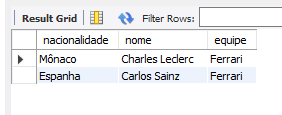 Result Grid Filter Rows:
nacionalidade nome equipe
Mônaco Charles Leclerc Ferrari
Espanha Carlos Sainz Ferrari